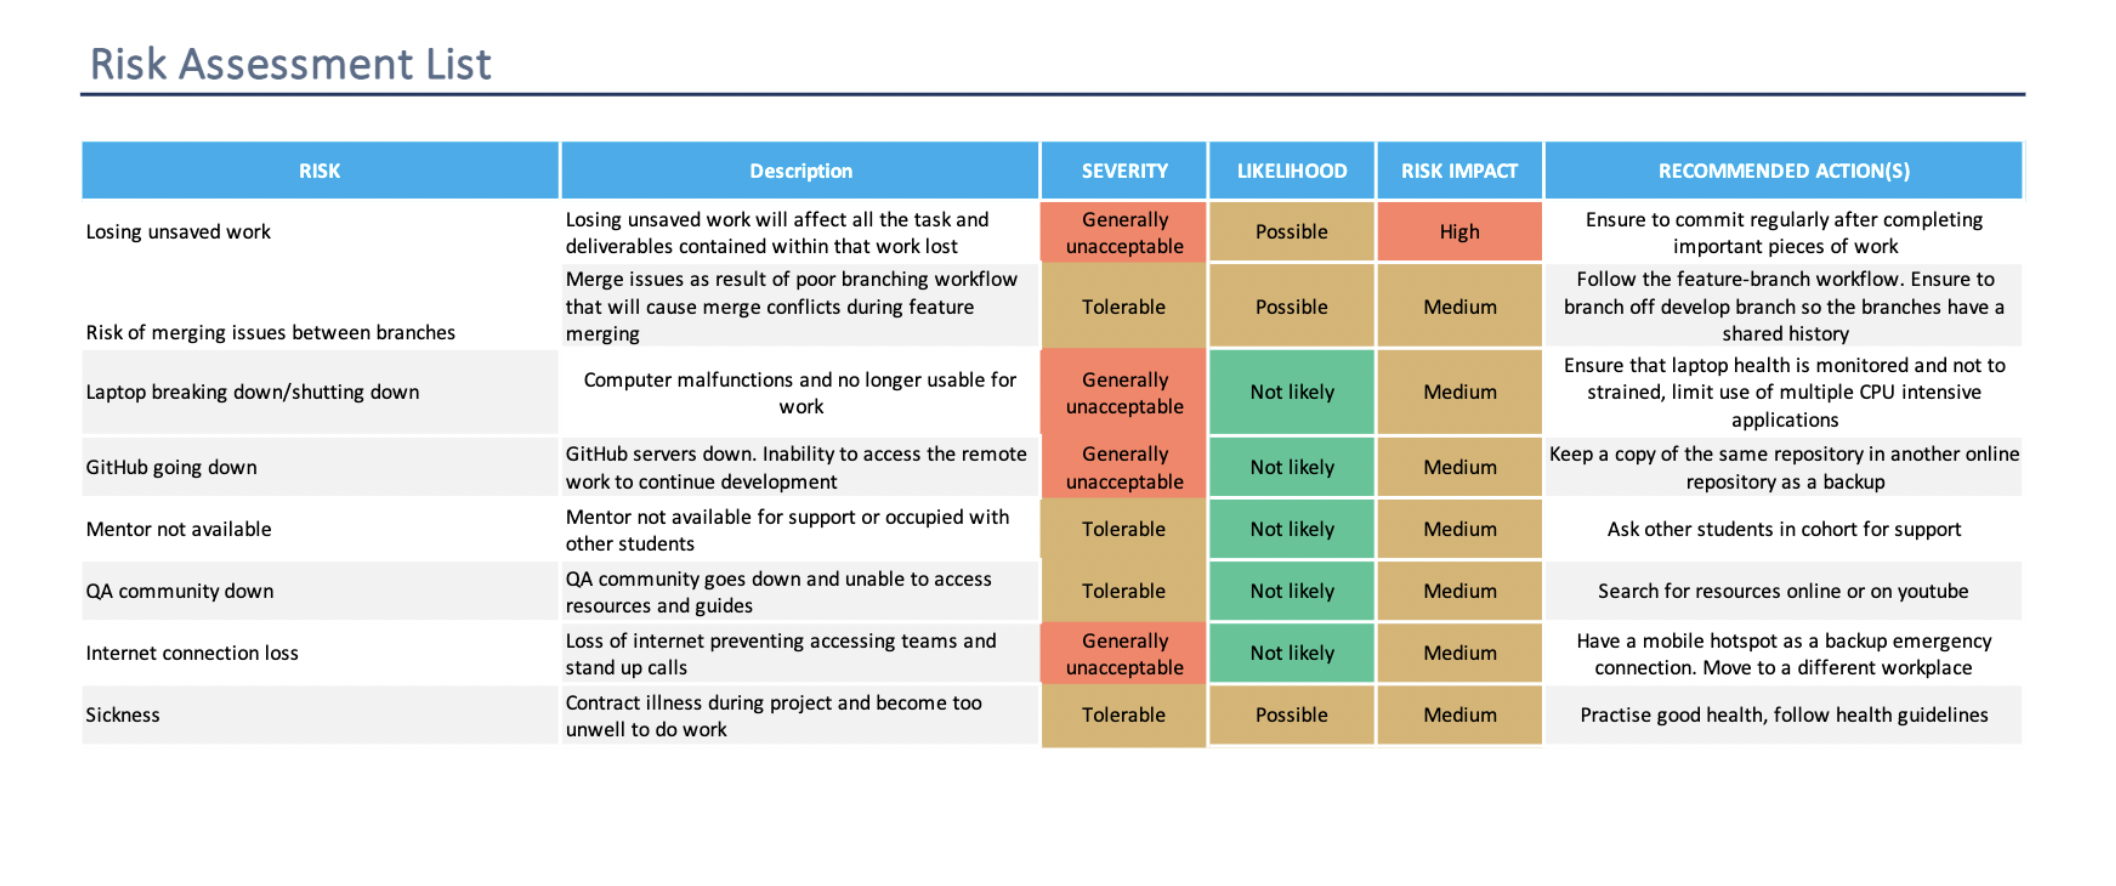 Risk Assessment List
RISK
Description
SEVERITY
LIKELIHOOD
RISK IMPACT
RECOMMENDED ACTION(S)
Losing unsaved work
Losing unsaved work will affect all the task and
deliverables contained within that work lost
Generally
unacceptable
Possible
High
Ensure to commit regularly after completing
important pieces of work
Risk of merging issues between branches
Merge issues as result of poor branching workflow
that will cause merge conflicts during feature
merging
Tolerable
Possible
Medium
Follow the feature-branch workflow. Ensure to
branch off develop branch so the branches have a
shared history
Laptop breaking down/shutting down
Computer malfunctions and no longer usable for
work
Generally
unacceptable
Not likely
Medium
Ensure that laptop health is monitored and not to
strained, limit use of multiple CPU intensive
applications
GitHub going down
GitHub servers down. Inability to access the remote
work to continue development
Generally
unacceptable
Not likely
Medium
Keep a copy of the same repository in another online
repository as a backup
Mentor not available
Mentor not available for support or occupied with
other students
Tolerable
Not likely
Medium
Ask other students in cohort for support
QA community down
QA community goes down and unable to access
resources and guides
Tolerable
Not likely
Medium
Search for resources online or on youtube
Internet connection loss
Loss of internet preventing accessing teams and
stand up calls
Generally
unacceptable
Not likely
Medium
Have a mobile hotspot as a backup emergency
connection. Move to a different workplace
Sickness
Contract illness during project and become too
unwell to do work
Tolerable
Possible
Medium
Practise good health, follow health guidelines